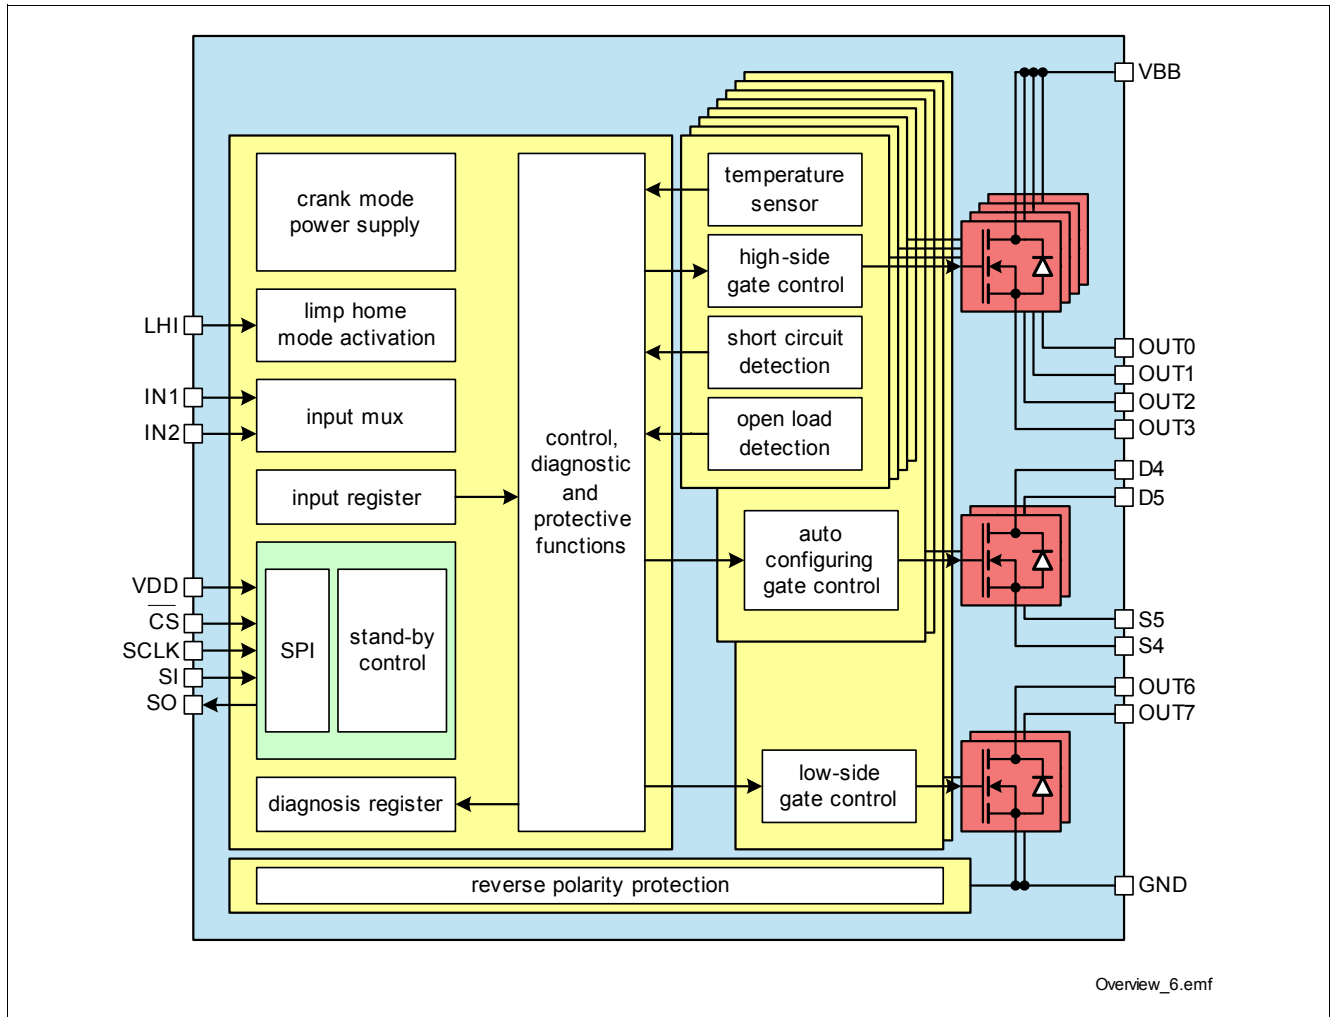 VBB
temperature
sensor
crank mode
power supply
high-side
gate control
LHI
limp home
mode activation
short circuit
detection
OUT0
OUT1
OUT2
OUT3
IN1
IN2
input mux
open load
detection
control,
diagnostic
and
protective
functions
D4
D5
input register
auto
configuring
gate control
VDD
CS
SCLK
SI
SO
SPI
stand-by
control
S5
S4
OUT6
OUT7
low-side
gate control
diagnosis register
reverse polarity protection
GND
Overview_6.emf